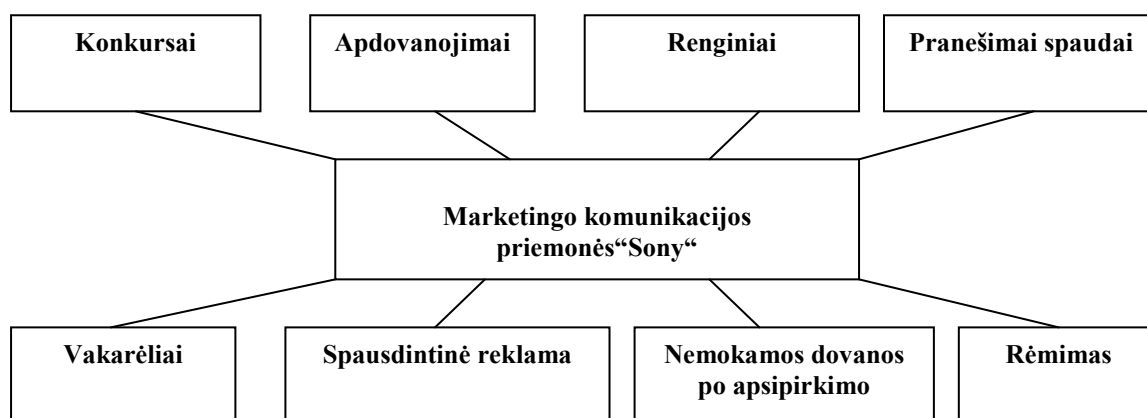 Konkursai
Apdovanojimai
Renginiai
Pranešimai spaudai
Marketingo komunikacijos
priemonės“Sony“
Vakarėliai
Spausdintinė reklama
Nemokamos dovanos
po apsipirkimo
Rėmimas